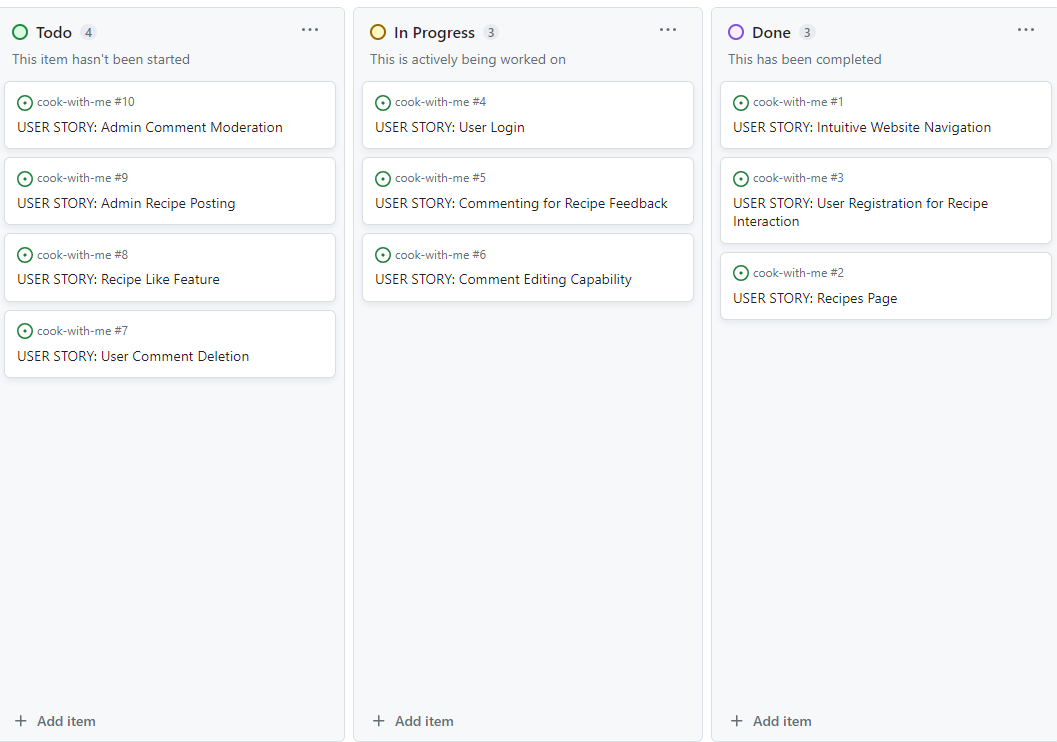 Todo 4
This item hasn't been started
cook-with-me #10
USER STORY: Admin Comment Moderation
cook-with-me #9
USER STORY: Admin Recipe Posting
cook-with-me #8
USER STORY: Recipe Like Feature
cook-with-me #7
USER STORY: User Comment Deletion
+ Add item
In Progress 3
This is actively being worked on
cook-with-me #4
USER STORY: User Login
cook-with-me #5
USER STORY: Commenting for Recipe Feedback
cook-with-me #6
USER STORY: Comment Editing Capability
+ Add item
Done 3
This has been completed
cook-with-me #1
USER STORY: Intuitive Website Navigation
cook-with-me #3
USER STORY: User Registration for Recipe
Interaction
cook-with-me #2
USER STORY: Recipes Page
+ Add item